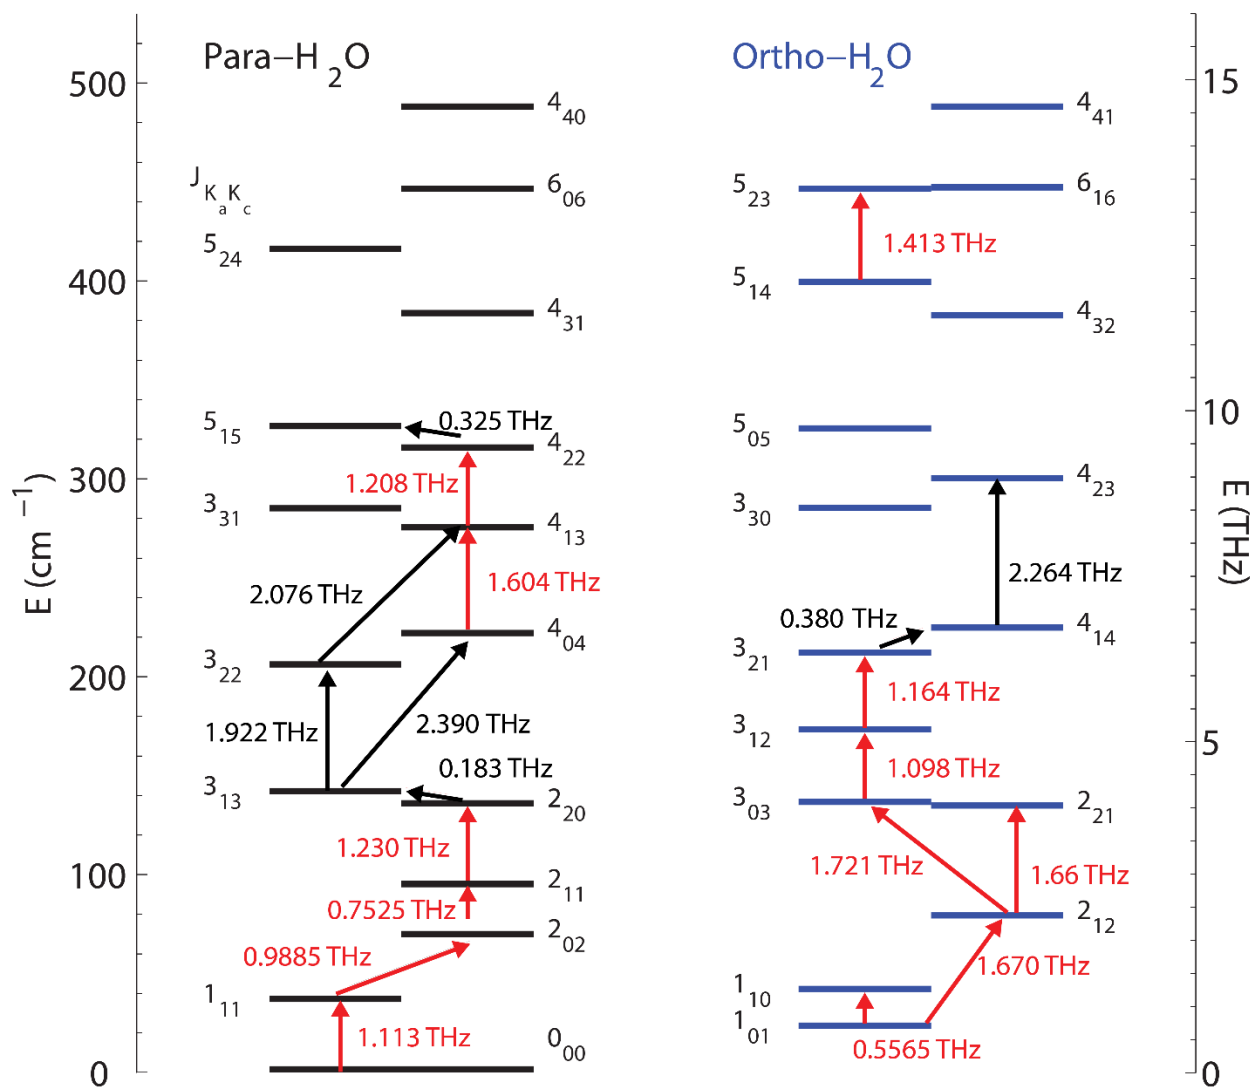 Para–H2O
Ortho–H2O
E (cm −1)
500
400
300
200
100
0
JKaKc
440
606
524
431
515
0.325 THz
422
1.208 THz
331
413
2.076 THz
1.604 THz
404
322
1.922 THz
2.390 THz
0.183 THz
313
220
1.230 THz
211
0.7525 THz
202
0.9885 THz
111
1.113 THz
000
441
523
616
1.413 THz
514
432
505
423
330
2.264 THz
0.380 THz
414
321
1.164 THz
312
1.098 THz
303
221
1.721 THz
1.66 THz
212
1.670 THz
110
101
0.5565 THz
15
10
5
0
E (THz)